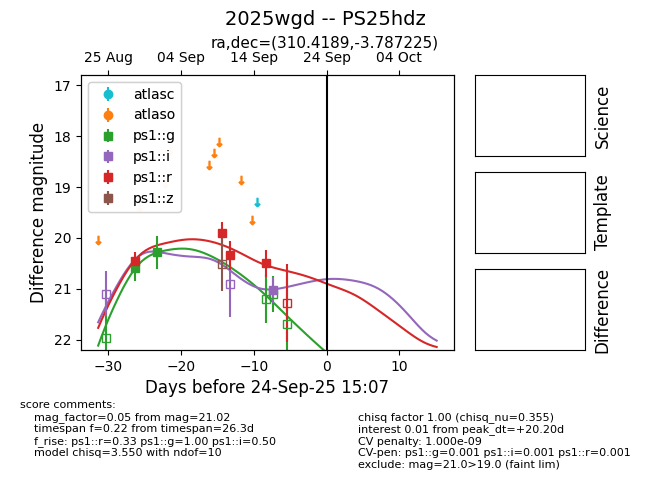 2025wgd -- PS25hdz
ra,dec=(310.4189,-3.787225)
25 Aug 04 Sep 14 Sep 24 Sep 04 Oct
atlasc
atlaso
ps1::g
ps1::i
ps1::r
ps1::z
17
18
19
20
21
22
Difference magnitude
−30 −20 −10 0 10
Days before 24-Sep-25 15:07
Science
Template
Difference
score comments:
mag_factor=0.05 from mag=21.02
timespan f=0.22 from timespan=26.3d
f_rise: ps1::r=0.33 ps1::g=1.00 ps1::i=0.50
model chisq=3.550 with ndof=10
chisq factor 1.00 (chisq_nu=0.355)
interest 0.01 from peak_dt=+20.20d
CV penalty: 1.000e-09
CV-pen: ps1::g=0.001 ps1::i=0.001 ps1::r=0.001
exclude: mag=21.0>19.0 (faint lim)